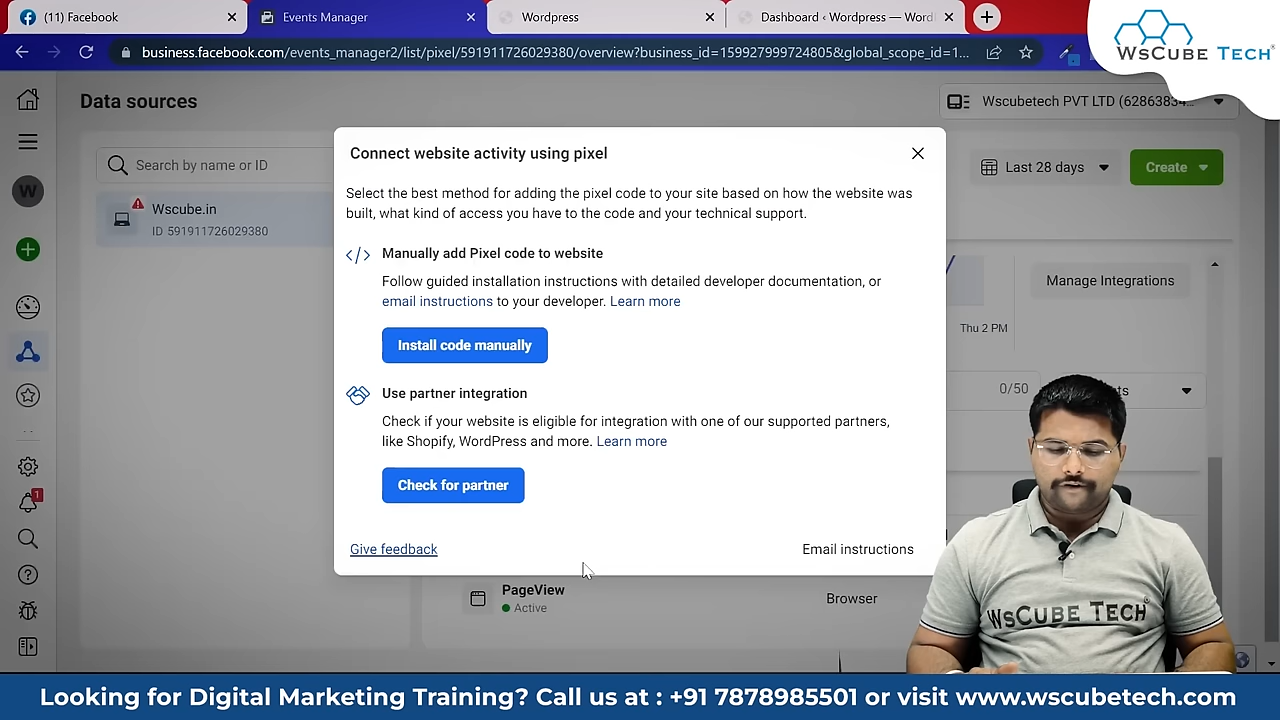 (11) Facebook
Events Manager
Wordpress
Dashboard ‹ Wordpress — Word
business.facebook.com/events_manager2/list/pixel/591911726029380/overview?business_id=159927999724805&global_scope_id=1...
WsCube Tech
Data sources
Wscubetech PVT LTD (62863834...
Search by name or ID
Last 28 days
Create
W
Wscube.in
ID 591911726029380
Connect website activity using pixel
Select the best method for adding the pixel code to your site based on how the website was
built, what kind of access you have to the code and your technical support.
Manually add Pixel code to website
Follow guided installation instructions with detailed developer documentation, or
email instructions to your developer. Learn more
Install code manually
Use partner integration
Check if your website is eligible for integration with one of our supported partners,
like Shopify, WordPress and more. Learn more
Check for partner
Give feedback
Email instructions
Manage Integrations
Thu 2 PM
0/50
1
PageView
Active
Browser
WsCube Tech
Looking for Digital Marketing Training? Call us at : +91 7878985501 or visit www.wscubetech.com